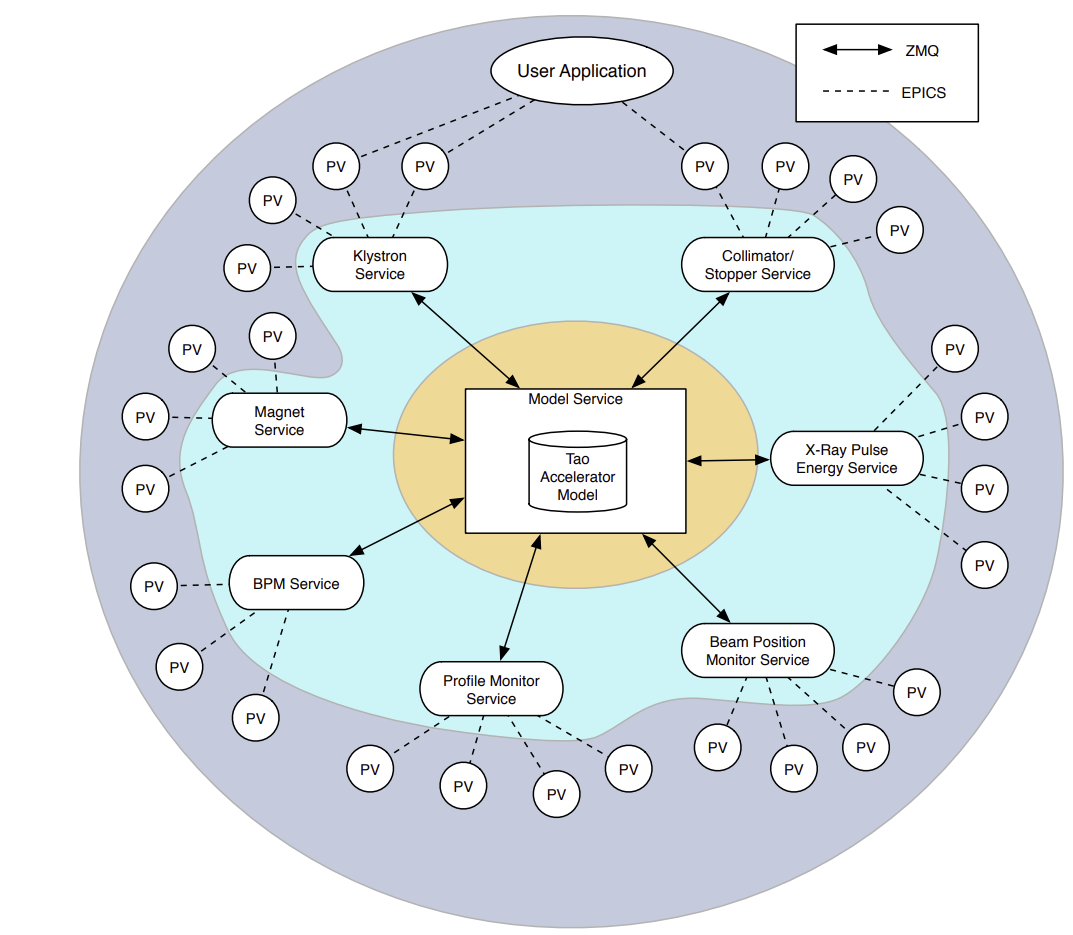 User Application
ZMQ
EPICS
PV
PV
PV
PV
PV
PV
PV
PV
Klystron
Service
Collimator/
Stopper Service
PV
PV
PV
PV
Model Service
Tao
Accelerator
Model
Magnet
Service
PV
PV
PV
X-Ray Pulse
Energy Service
PV
PV
PV
BPM Service
PV
PV
PV
Beam Position
Monitor Service
Profile Monitor
Service
PV
PV
PV
PV
PV
PV
PV
PV